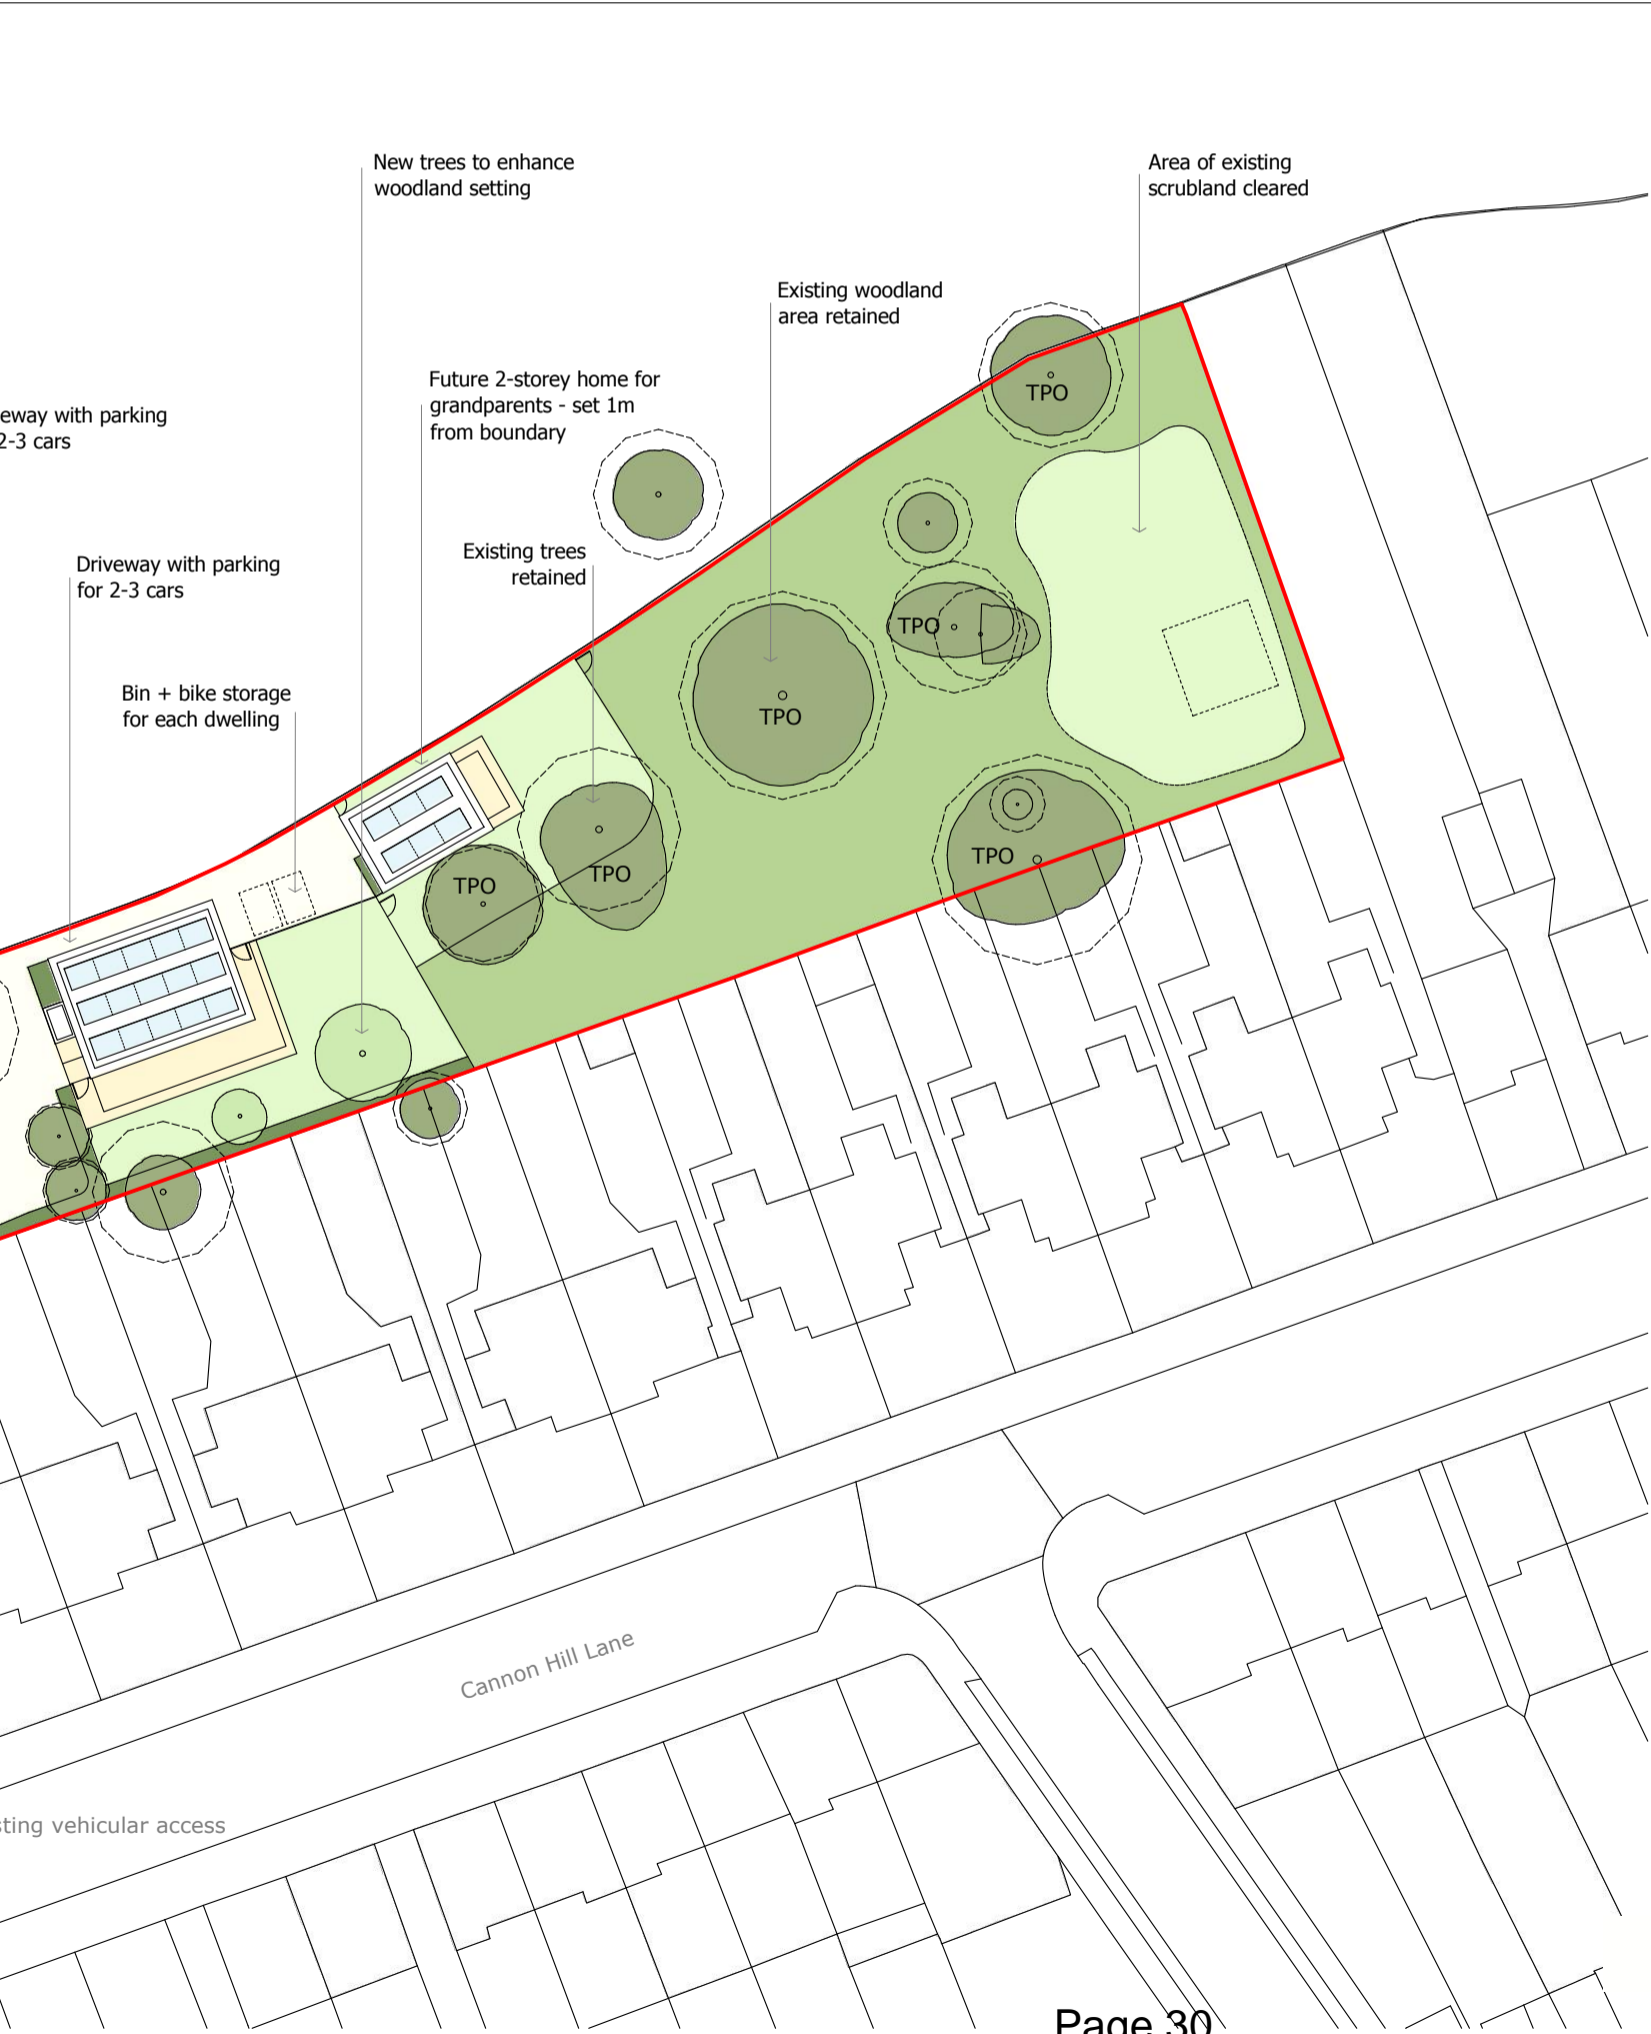 New trees to enhance
woodland setting
Area of existing
scrubland cleared
Existing woodland
area retained
Future 2-storey home for
grandparents - set 1m
from boundary
eway with parking
2-3 cars
Existing trees
retained
Driveway with parking
for 2-3 cars
Bin + bike storage
for each dwelling
TPO
TPO
TPO
TPO
TPO
TPO
Cannon Hill Lane
sting vehicular access
Page 30